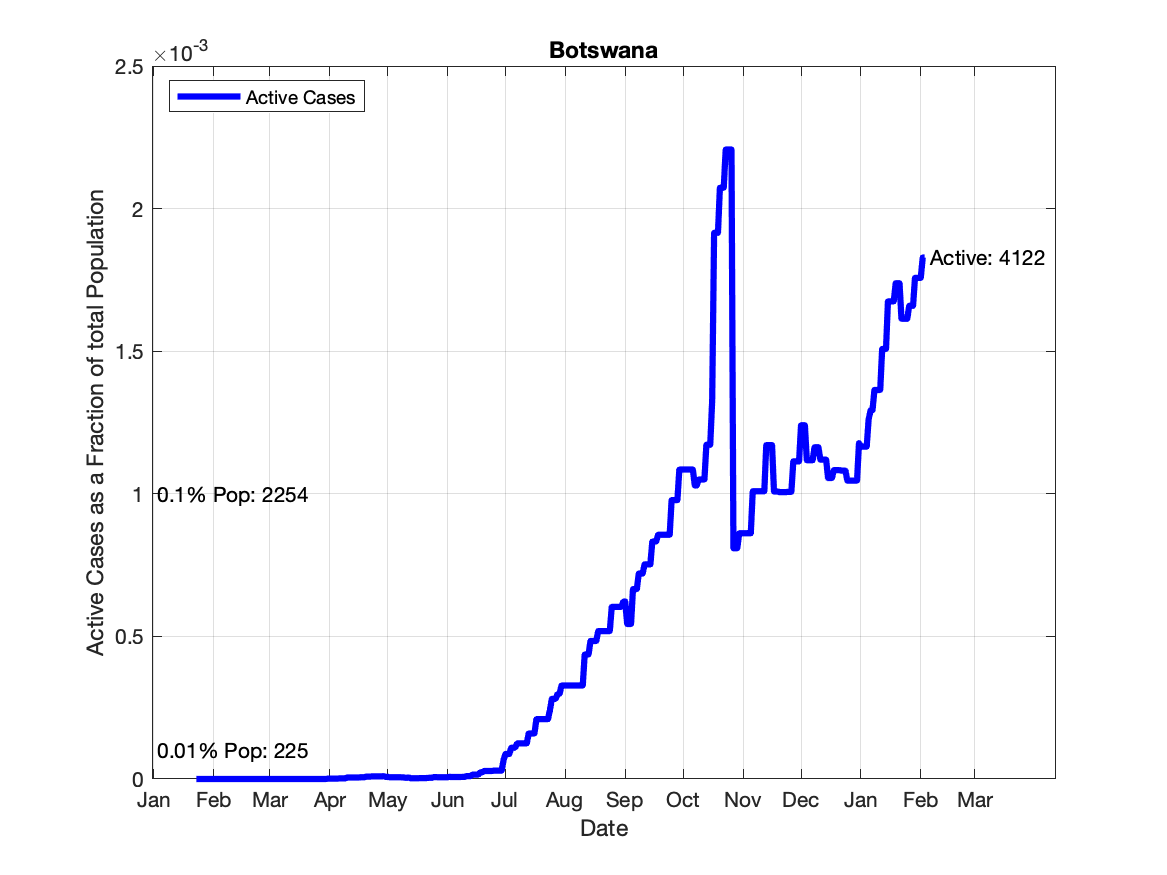 Botswana
×10-3
2.5
Active Cases
2
Active: 4122
1.5
1
0.1% Pop: 2254
0.5
0.01% Pop: 225
0
Jan Feb Mar Apr May Jun Jul Aug Sep Oct Nov Dec Jan Feb Mar
Date
Active Cases as a Fraction of total Population